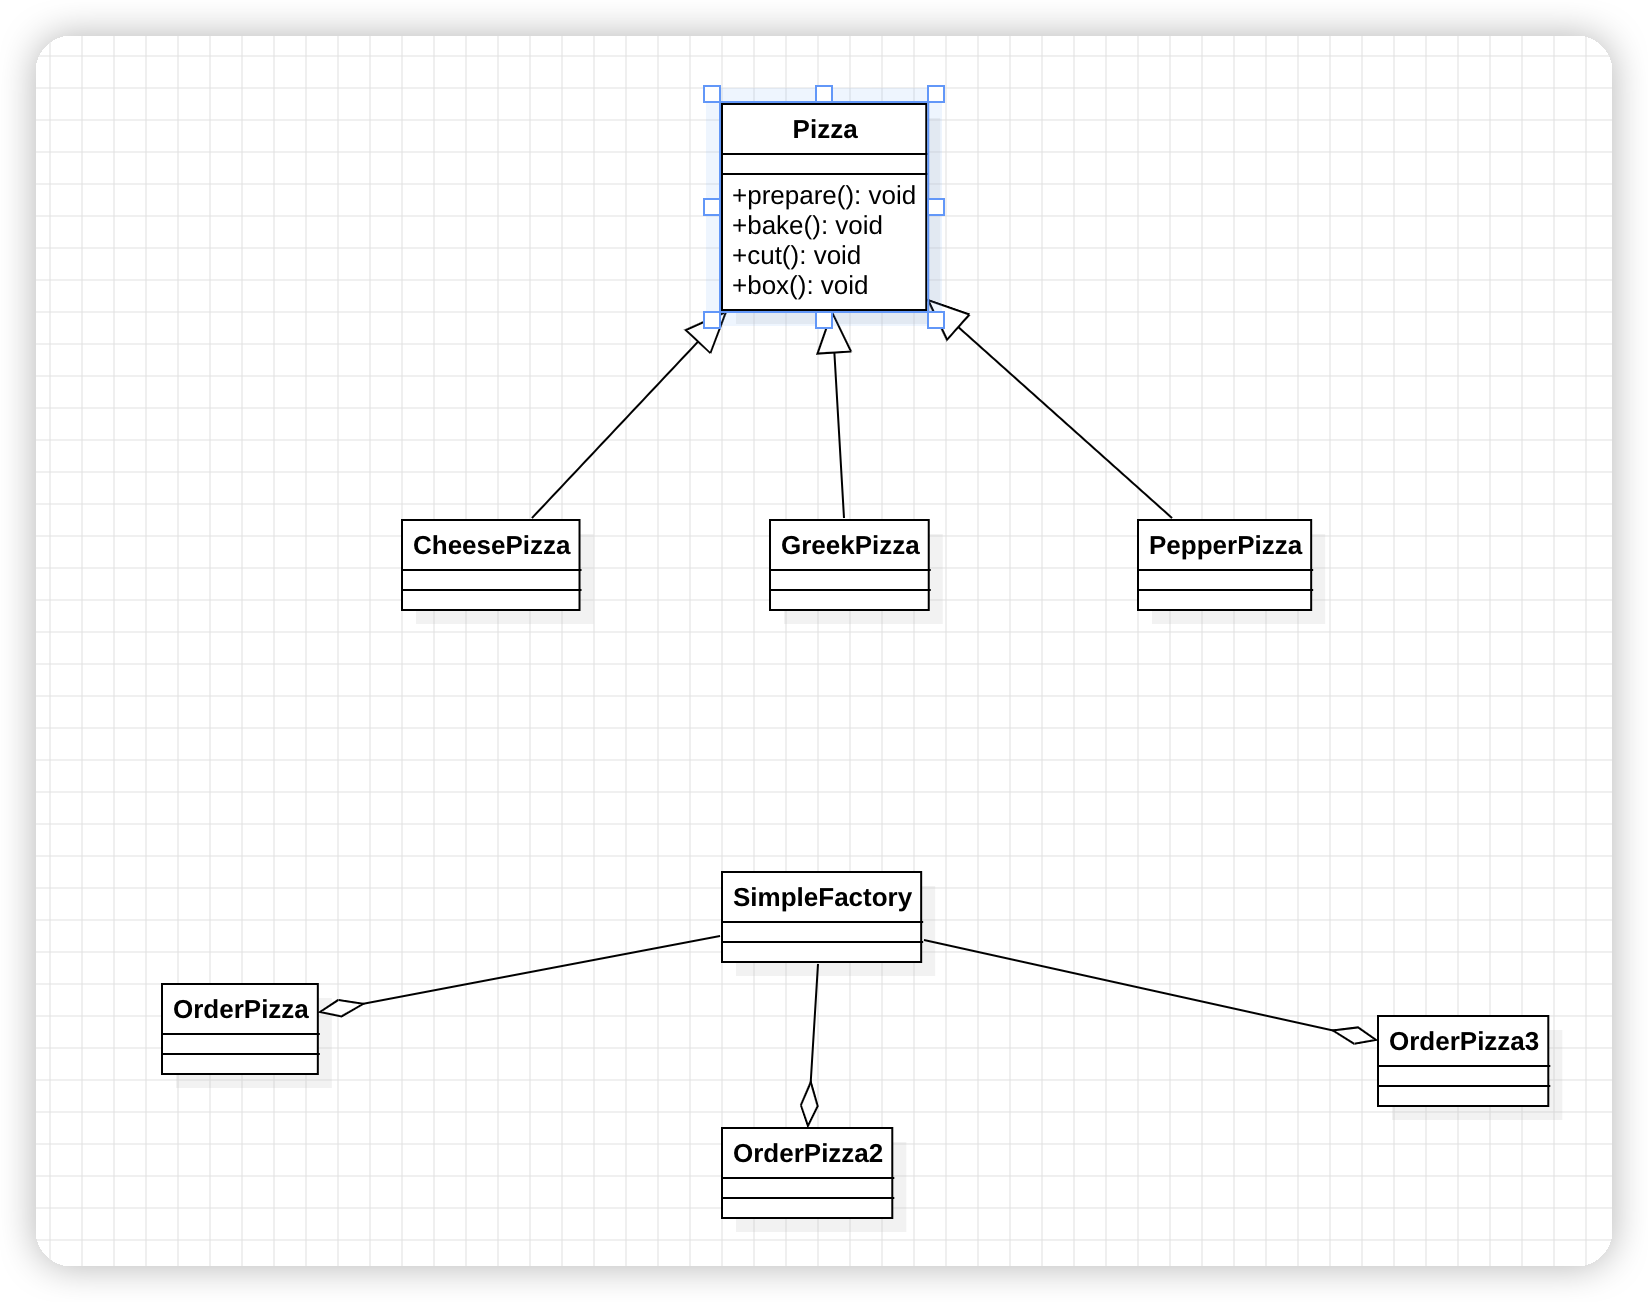 Pizza
+prepare(): void
+bake(): void
+cut(): void
+box(): void
CheesePizza
GreekPizza
PepperPizza
SimpleFactory
OrderPizza
OrderPizza3
OrderPizza2